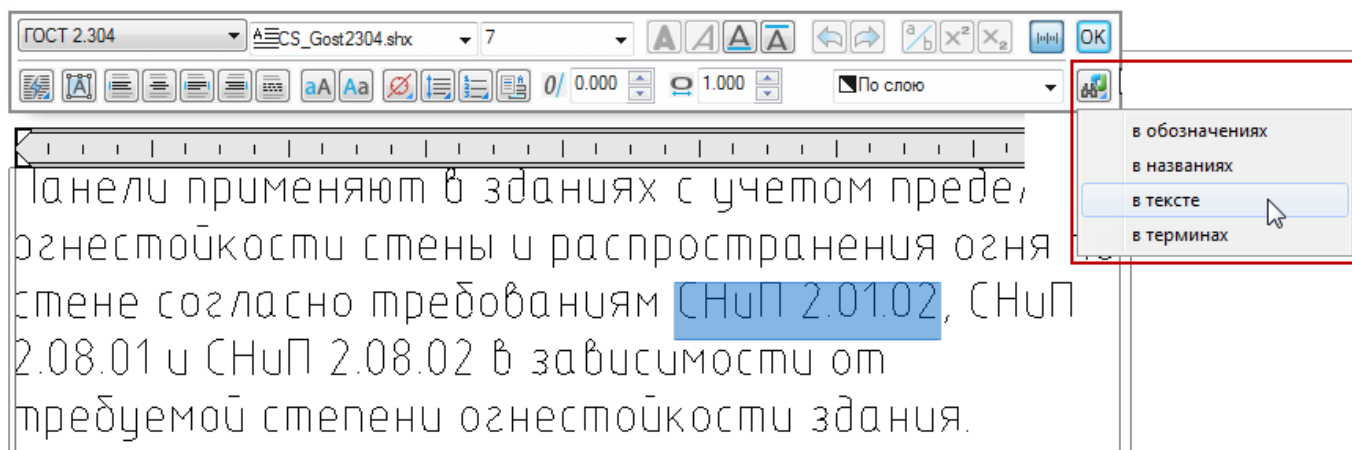 ГОСТ 2.304 CS_Gost2304.shx 7 OK
0.000 1.000 По слою
в обозначениях
в названиях
в тексте
в терминах
Панели применяют в зданиях с учетом преде
огнестойкости стены и распространения огня
стене согласно требованиям СНиП 2.01.02, СНиП
2.08.01 и СНиП 2.08.02 в зависимости от
требуемой степени огнестойкости здания.